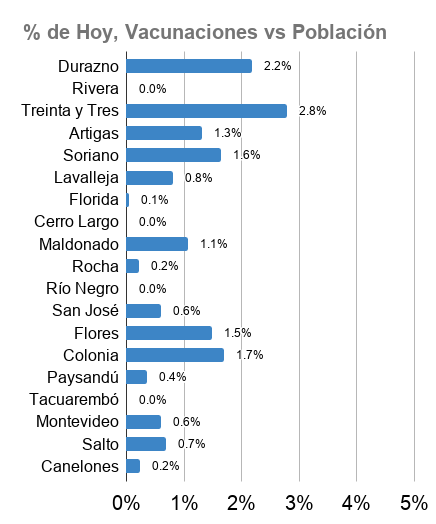 % de Hoy, Vacunaciones vs Población
Durazno 2.2%
Rivera 0.0%
Treinta y Tres 2.8%
Artigas 1.3%
Soriano 1.6%
Lavalleja 0.8%
Florida 0.1%
Cerro Largo 0.0%
Maldonado 1.1%
Rocha 0.2%
Río Negro 0.0%
San José 0.6%
Flores 1.5%
Colonia 1.7%
Paysandú 0.4%
Tacuarembó 0.0%
Montevideo 0.6%
Salto 0.7%
Canelones 0.2%
0% 1% 2% 3% 4% 5%